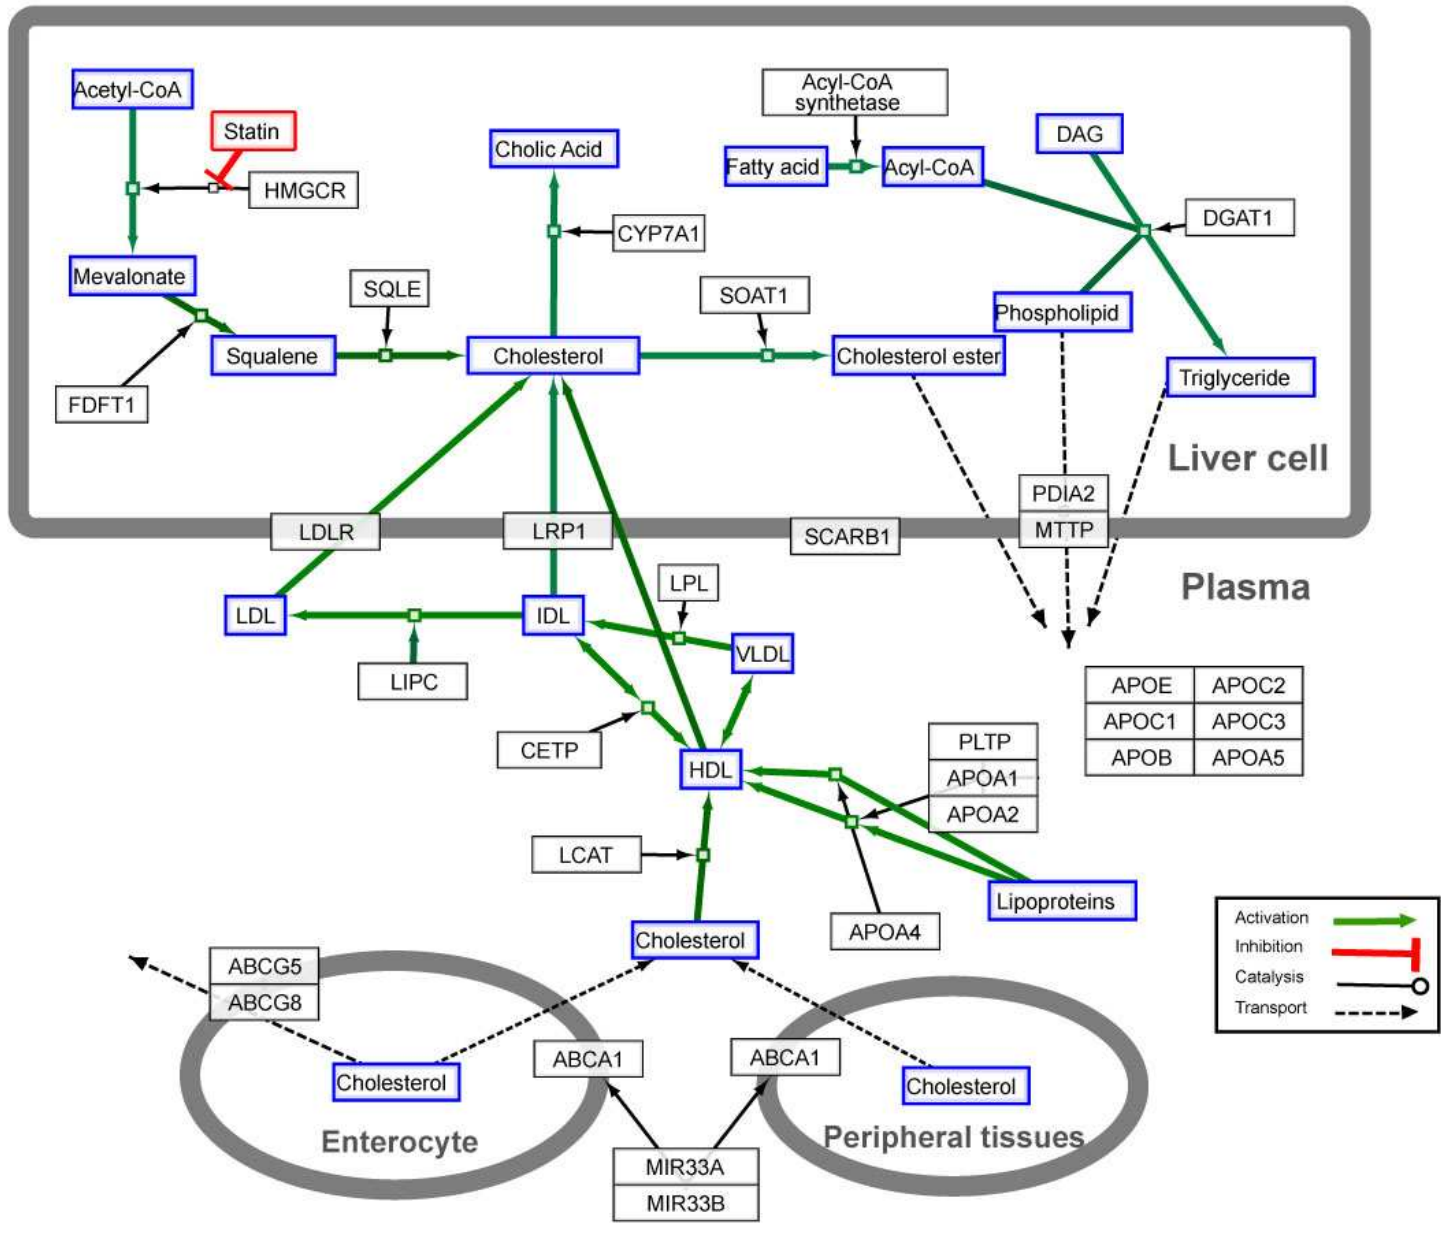 Acetyl-CoA
Statin
HMGCR
Cholic Acid
CYP7A1
Acyl-CoA
synthetase
Fatty acid
Acyl-CoA
DAG
DGAT1
Mevalonate
SQLE
SOAT1
Phospholipid
Squalene
Cholesterol
Cholesterol ester
Triglyceride
FDFT1
Liver cell
PDIA2
MTTP
LDLR
LRP1
SCARB1
Plasma
LPL
LDL
IDL
VLDL
LIPC
APOE
APOC2
APOC1
APOC3
APOB
APOA5
CETP
HDL
PLTP
APOA1
APOA2
LCAT
Lipoproteins
APOA4
Cholesterol
Activation
Inhibition
Catalysis
Transport
ABCG5
ABCG8
ABCA1
ABCA1
Cholesterol
Cholesterol
Enterocyte
Peripheral tissues
MIR33A
MIR33B